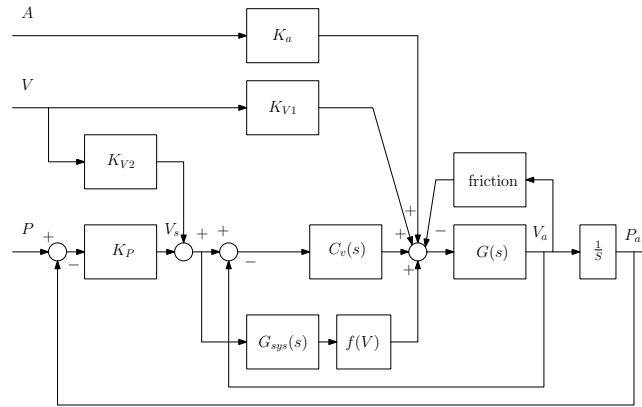 A
K_a
V
K_{V1}
K_{V2}
friction
P
+
−
K_P
V_s
+
+
−
C_v(s)
+
+
+
−
G(s)
V_a
1/S
P_a
G_{sys}(s)
f(V)